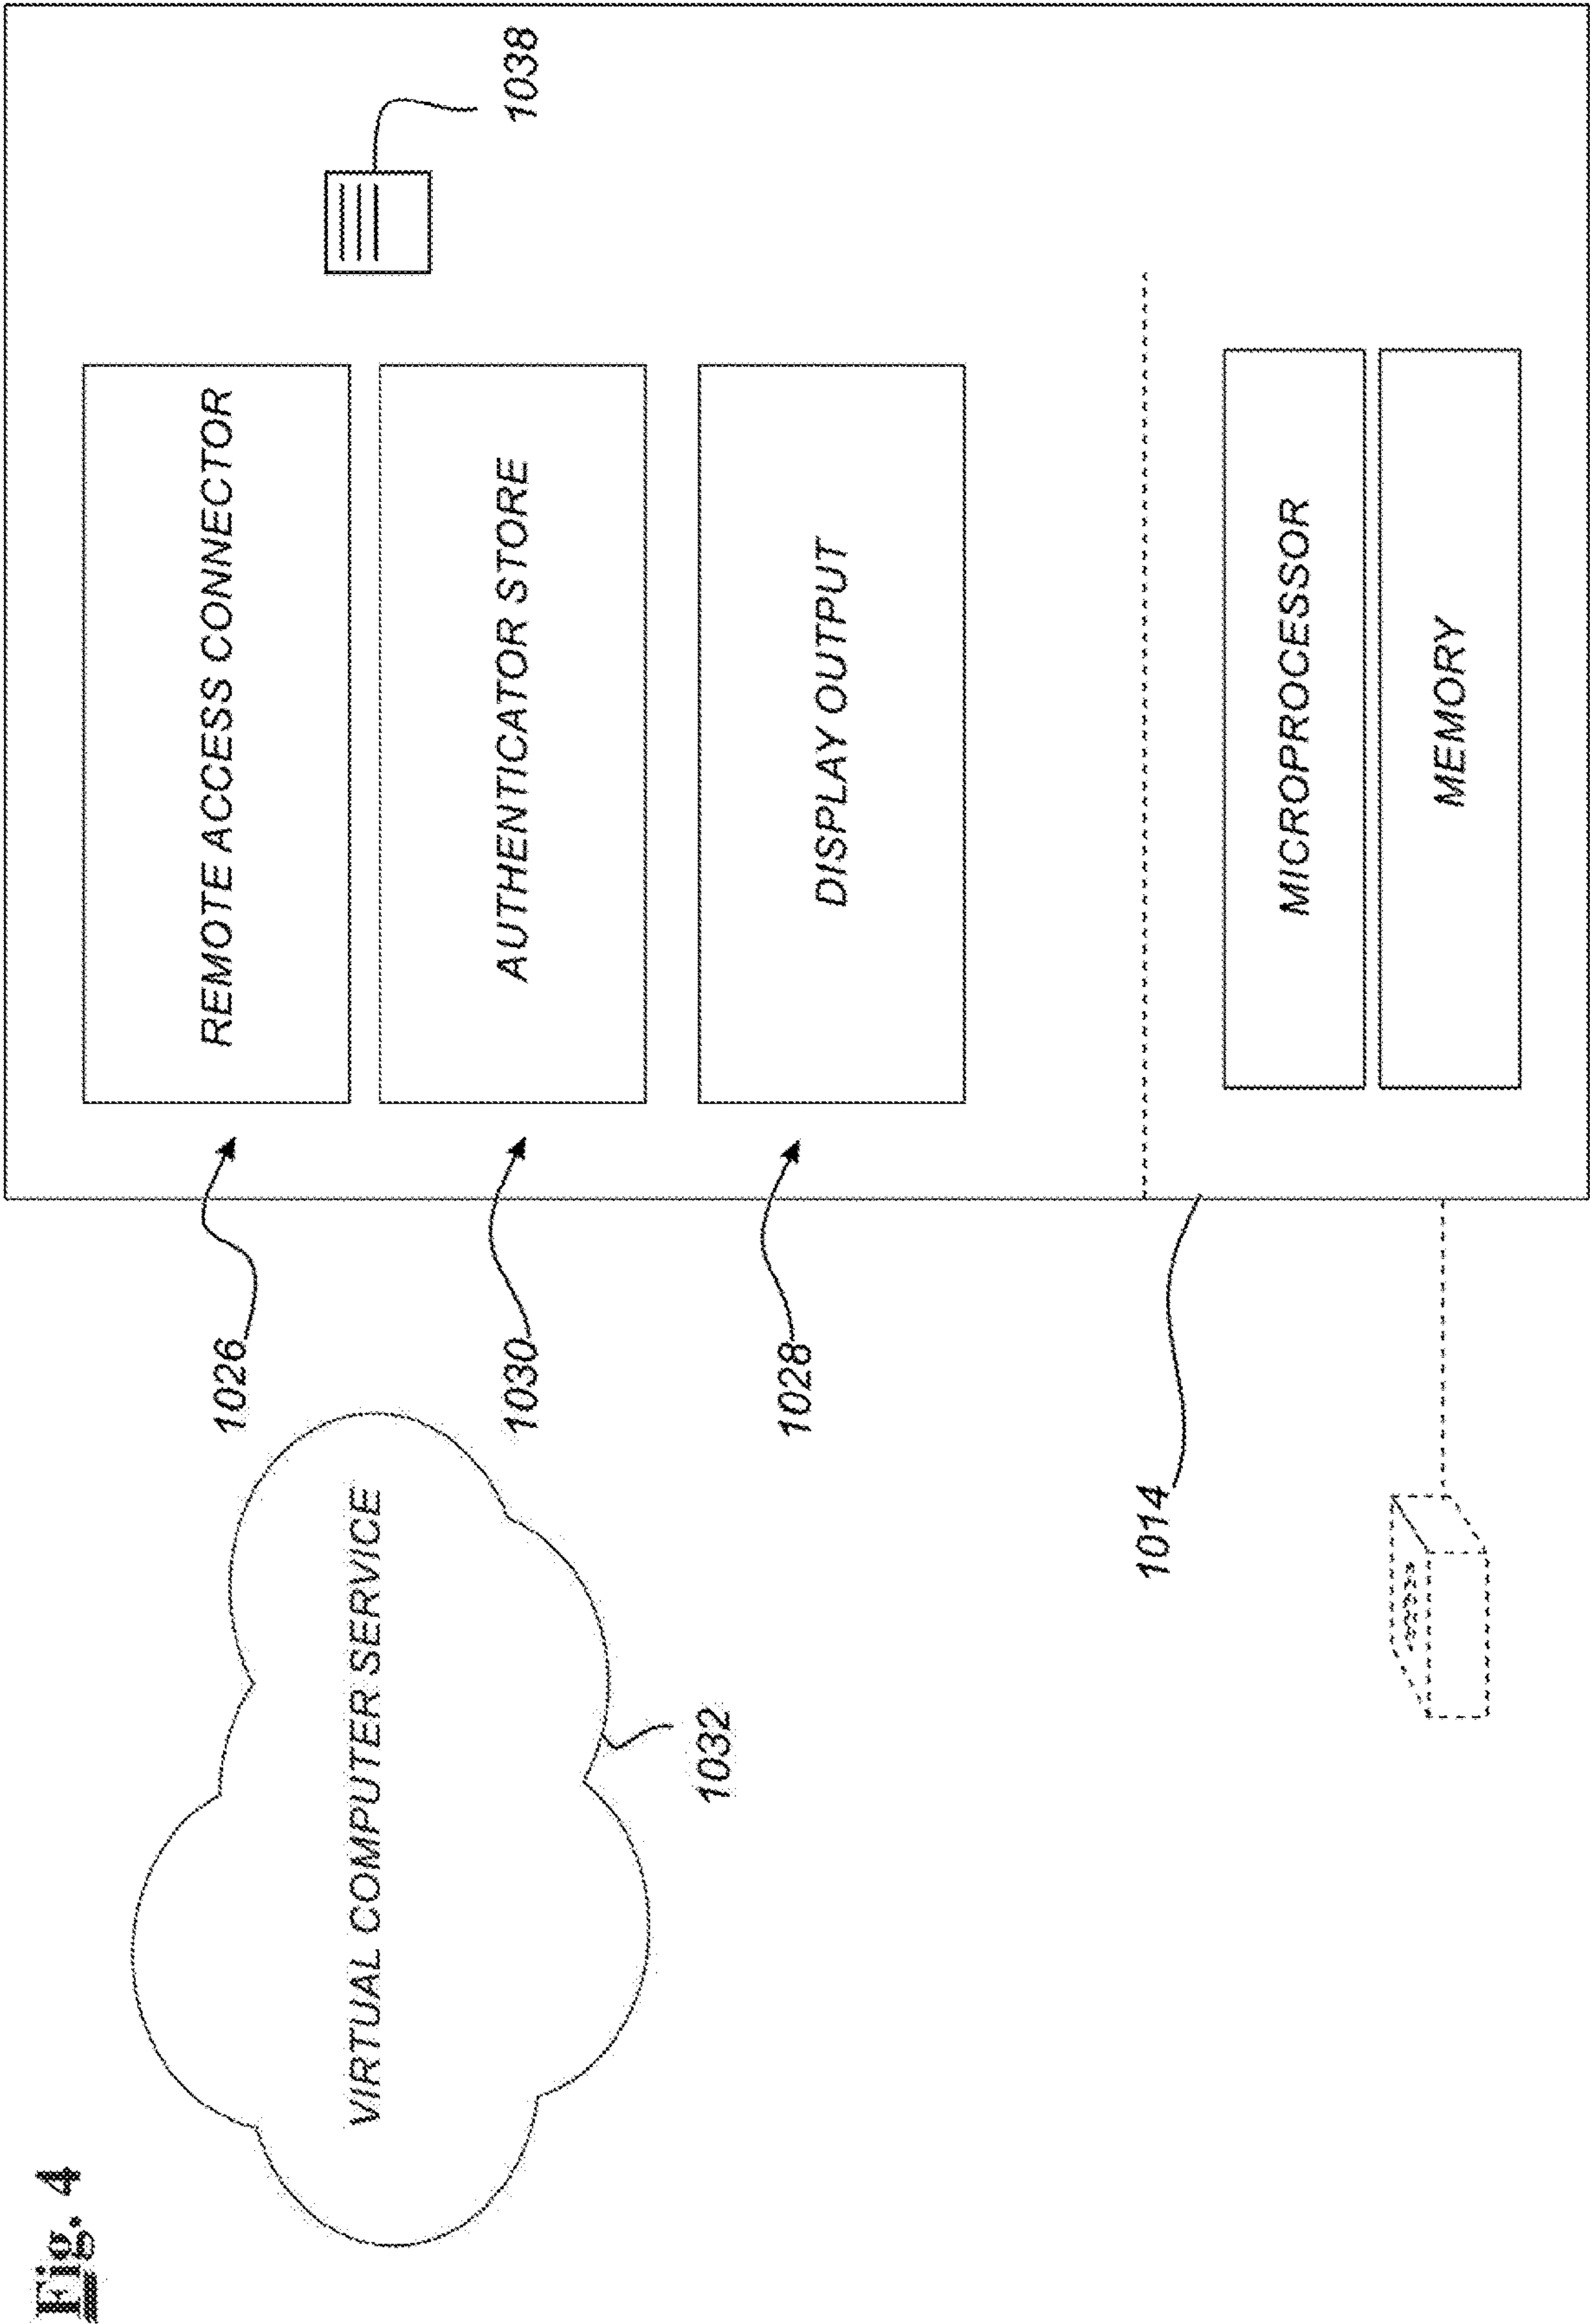 Fig. 4
VIRTUAL COMPUTER SERVICE
1032
1026
REMOTE ACCESS CONNECTOR
1030
AUTHENTICATOR STORE
1028
DISPLAY OUTPUT
1038
1014
MICROPROCESSOR
MEMORY